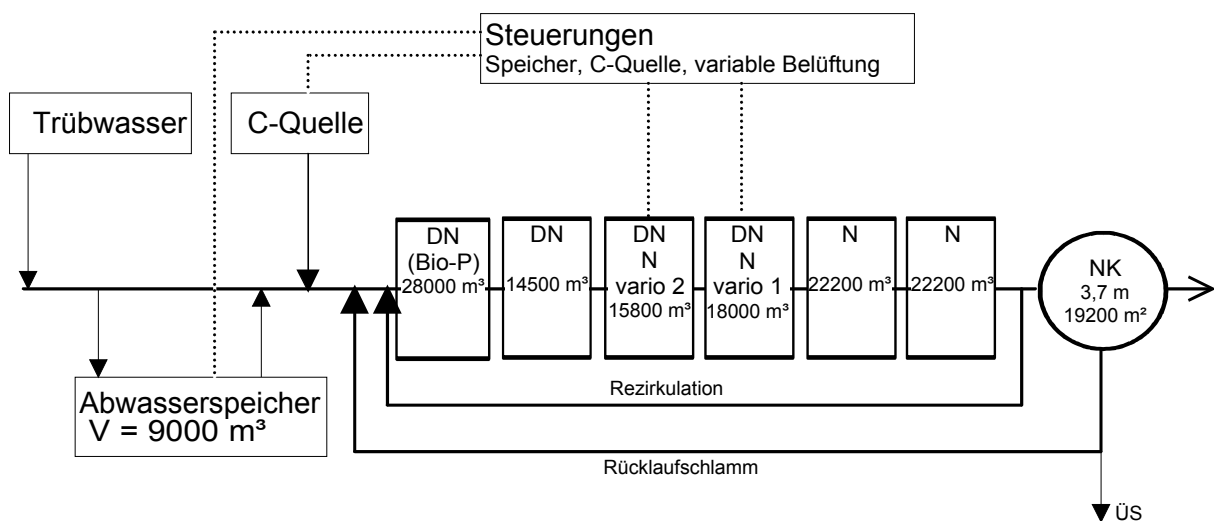 Steuerungen
Speicher, C-Quelle, variable Belüftung
Trübwasser
C-Quelle
DN
(Bio-P)
28000 m³
DN
14500 m³
DN
N
vario 2
15800 m³
DN
N
vario 1
18000 m³
N
22200 m³
N
22200 m³
NK
3,7 m
19200 m²
Abwasserspeicher
V = 9000 m³
Rezirkulation
Rücklaufschlamm
ÜS